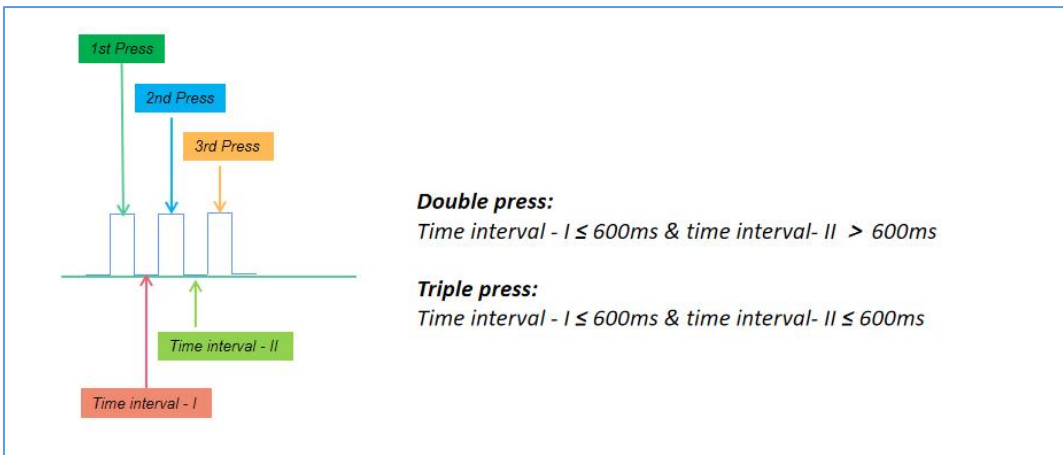 1st Press
2nd Press
3rd Press
Double press:
Time interval - I ≤ 600ms & time interval- II > 600ms
Triple press:
Time interval - I ≤ 600ms & time interval- II ≤ 600ms
Time interval - II
Time interval - I